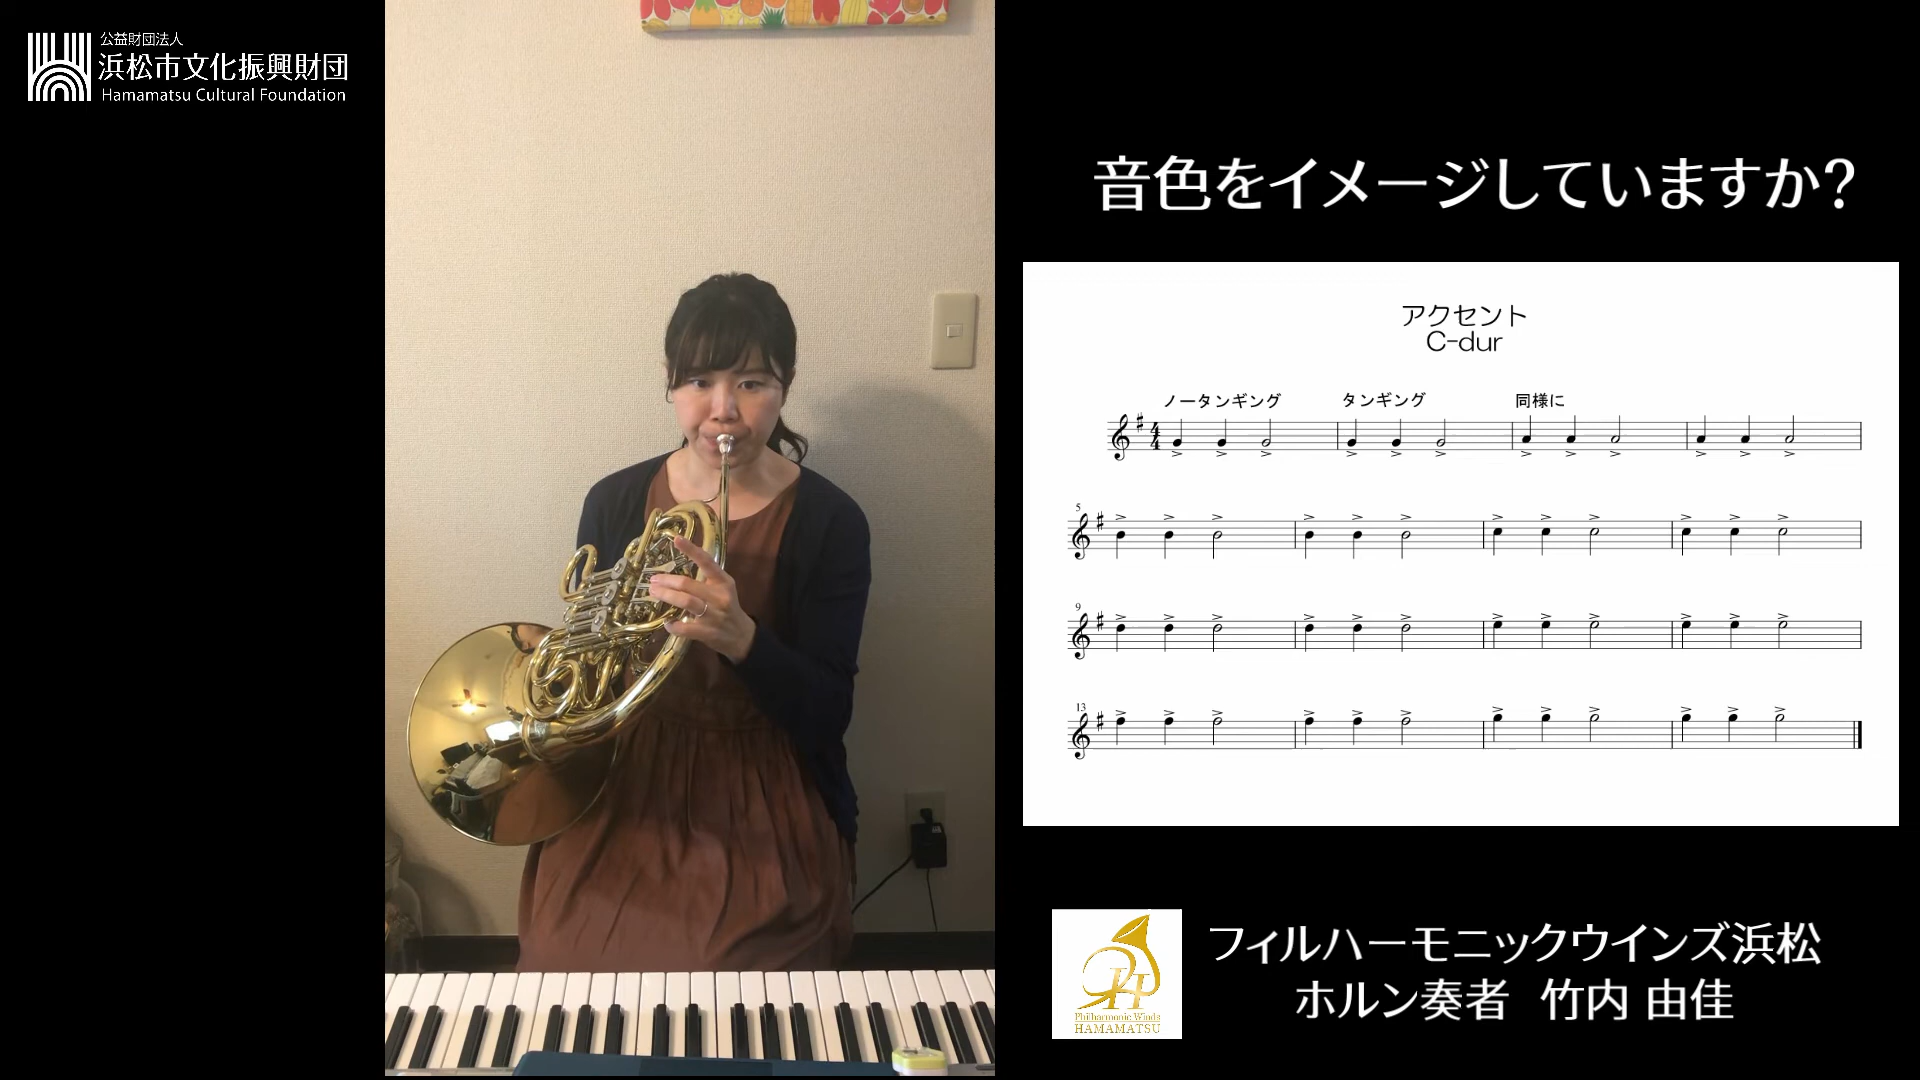 公益財団法人
浜松市文化振興財団
Hamamatsu Cultural Foundation
音色をイメージしていますか?
アクセント
C-dur
ノータンギング タンギング 同様に
5
9
13
フィルハーモニックウインズ浜松
ホルン奏者 竹内 由佳
Philharmonic Winds
HAMAMATSU